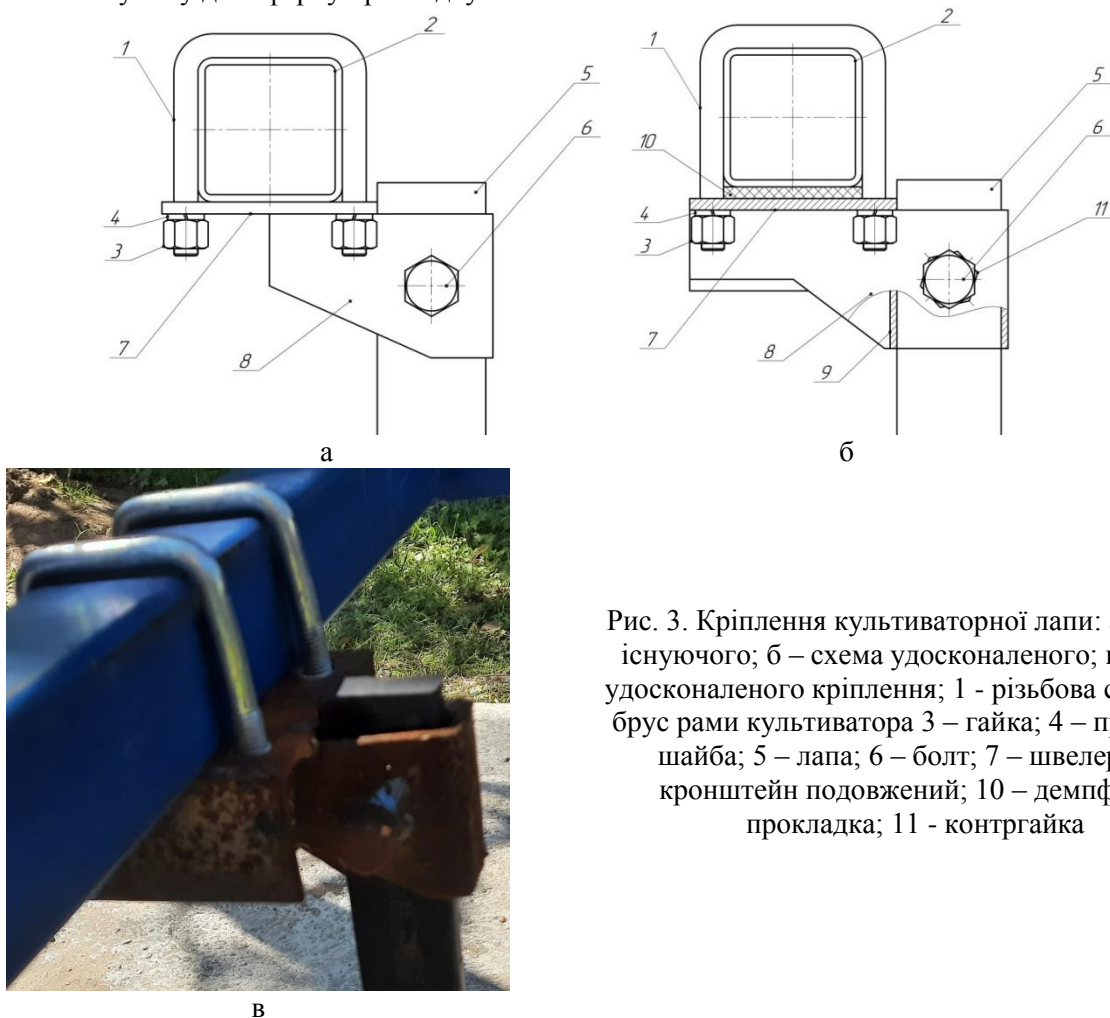 1
2
5
6
4
3
7
8
а
1
2
5
10
6
4
11
3
7
8
9
б
Рис. 3. Кріплення культиваторної лапи:
існуючого; б – схема удосконаленого;
удосконаленого кріплення; 1 - різьбова
брус рами культиватора 3 – гайка; 4 –
шайба; 5 – лапа; 6 – болт; 7 – швелер
кронштейн подовжений; 10 –
прокладка; 11 - контргайка
в